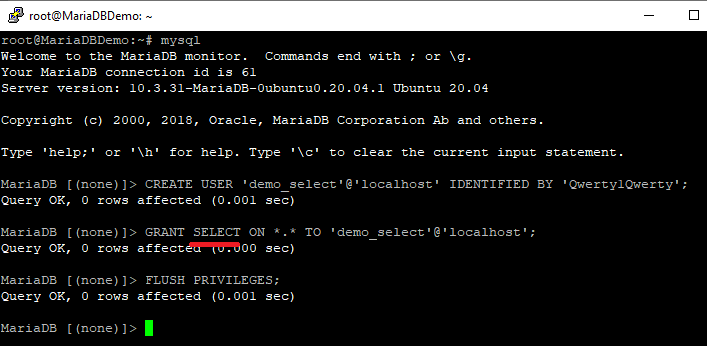 root@MariaDBDemo: ~
root@MariaDBDemo:~# mysql
Welcome to the MariaDB monitor.  Commands end with ; or \g.
Your MariaDB connection id is 61
Server version: 10.3.31-MariaDB-0ubuntu0.20.04.1 Ubuntu 20.04
Copyright (c) 2000, 2018, Oracle, MariaDB Corporation Ab and others.
Type 'help;' or '\h' for help. Type '\c' to clear the current input statement.
MariaDB [(none)]> CREATE USER 'demo_select'@'localhost' IDENTIFIED BY 'Qwerty1Qwerty';
Query OK, 0 rows affected (0.001 sec)
MariaDB [(none)]> GRANT SELECT ON *.* TO 'demo_select'@'localhost';
Query OK, 0 rows affected (0.000 sec)
MariaDB [(none)]> FLUSH PRIVILEGES;
Query OK, 0 rows affected (0.001 sec)
MariaDB [(none)]>